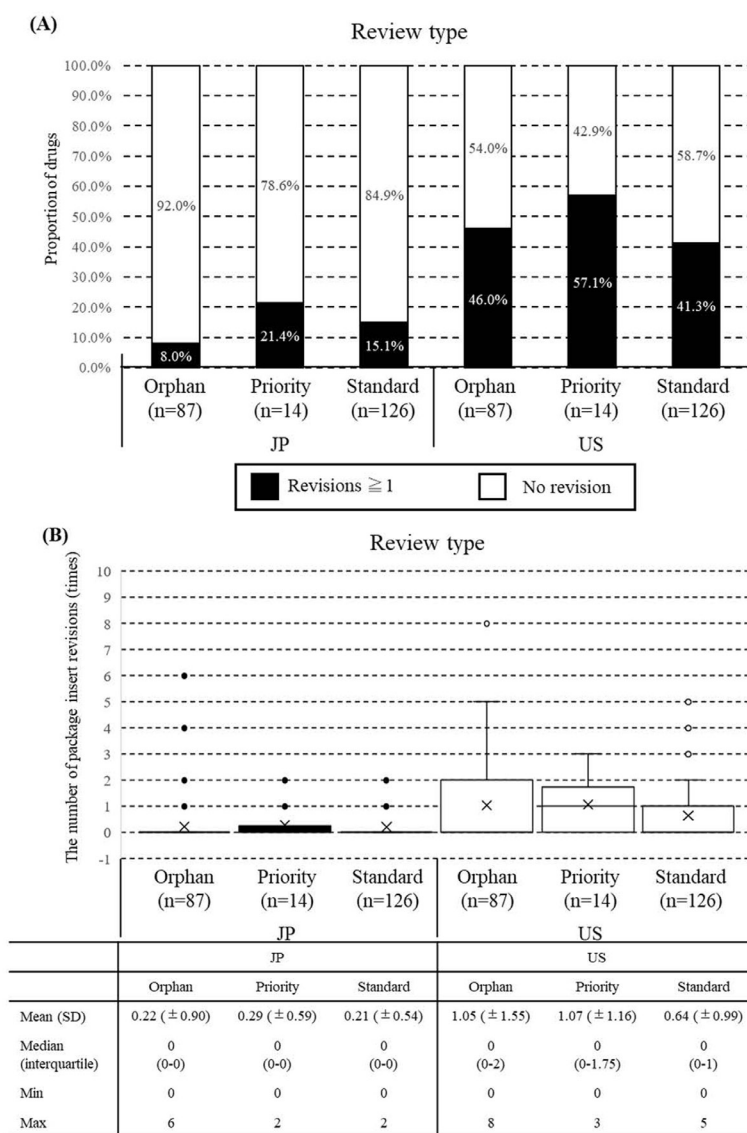 (A)
Review type
Proportion of drugs
100.0%
90.0%
80.0%
70.0%
60.0%
50.0%
40.0%
30.0%
20.0%
10.0%
0.0%
92.0% 78.6% 84.9% 54.0% 42.9% 58.7%
8.0% 21.4% 15.1% 46.0% 57.1% 41.3%
Orphan Priority Standard Orphan Priority Standard
(n=87) (n=14) (n=126) (n=87) (n=14) (n=126)
JP US
Revisions ≧ 1 No revision
(B)
Review type
The number of package insert revisions (times)
10
9
8
7
6
5
4
3
2
1
0
-1
Orphan Priority Standard Orphan Priority Standard
(n=87) (n=14) (n=126) (n=87) (n=14) (n=126)
JP US
JP US
Orphan Priority Standard Orphan Priority Standard
Mean (SD) 0.22 (±0.90) 0.29 (±0.59) 0.21 (±0.54) 1.05 (±1.55) 1.07 (±1.16) 0.64 (±0.99)
Median 0 0 0 0 0 0
(interquartile) (0-0) (0-0) (0-0) (0-2) (0-1.75) (0-1)
Min 0 0 0 0 0 0
Max 6 2 2 8 3 5